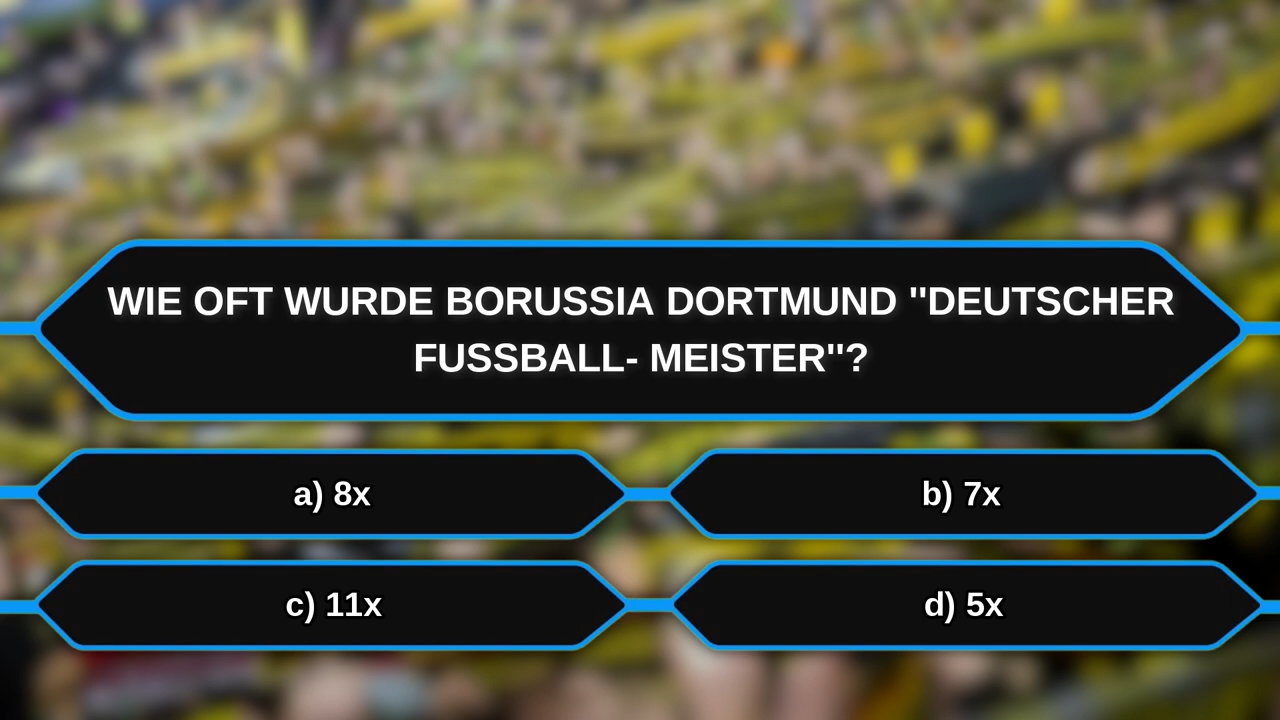 WIE OFT WURDE BORUSSIA DORTMUND "DEUTSCHER
FUSSBALL- MEISTER"?
a) 8x
b) 7x
c) 11x
d) 5x